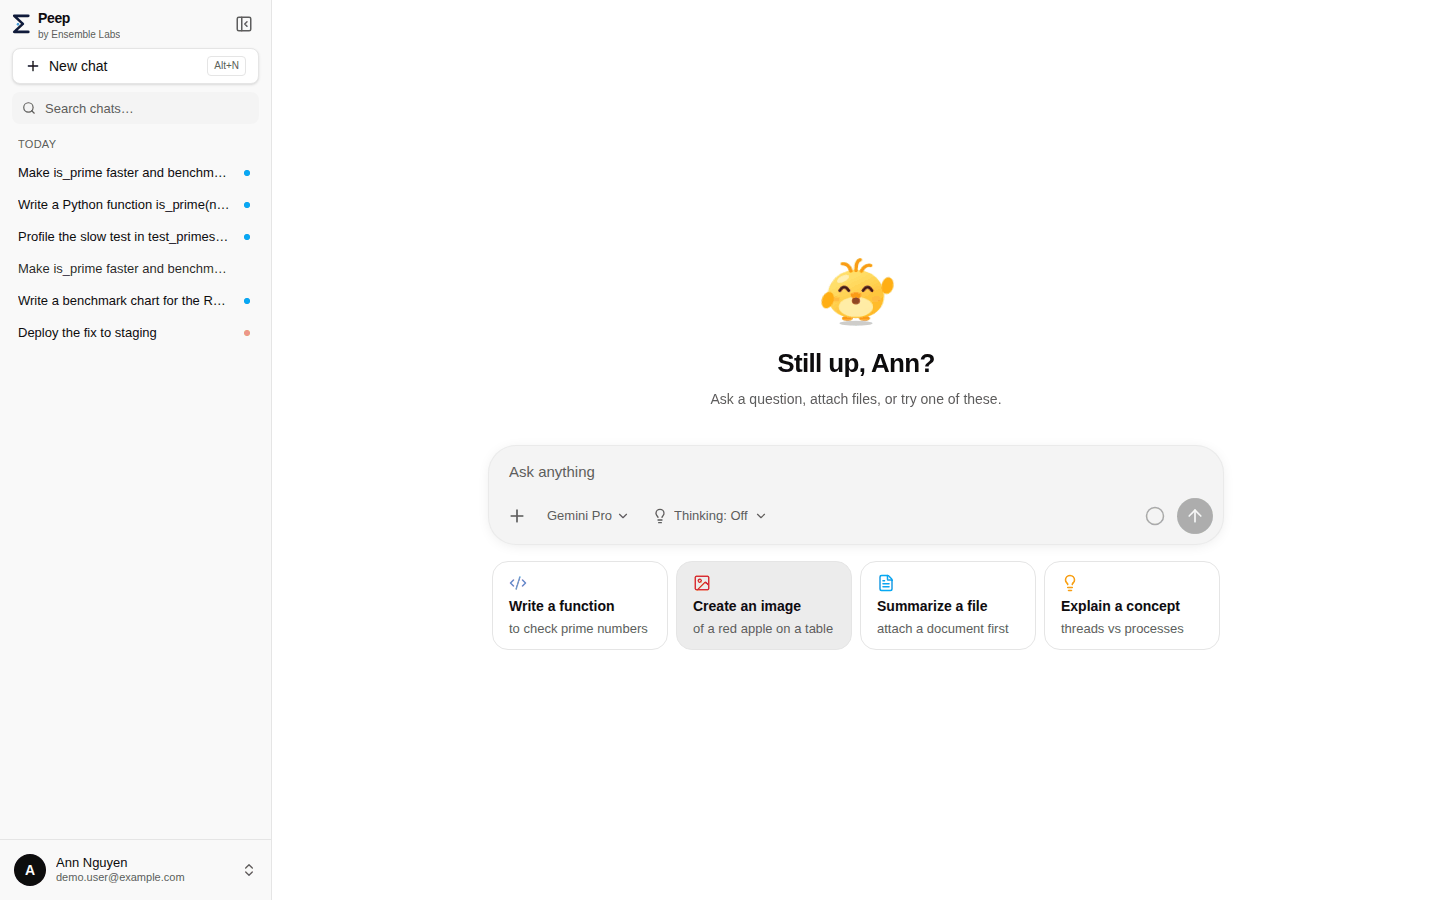 Peep
by Ensemble Labs
New chat
Alt+N
Search chats…
TODAY
Make is_prime faster and benchm…
Write a Python function is_prime(n…
Profile the slow test in test_primes…
Make is_prime faster and benchm…
Write a benchmark chart for the R…
Deploy the fix to staging
A
Ann Nguyen
demo.user@example.com
Still up, Ann?
Ask a question, attach files, or try one of these.
Ask anything
Gemini Pro
Thinking: Off
Write a function
to check prime numbers
Create an image
of a red apple on a table
Summarize a file
attach a document first
Explain a concept
threads vs processes